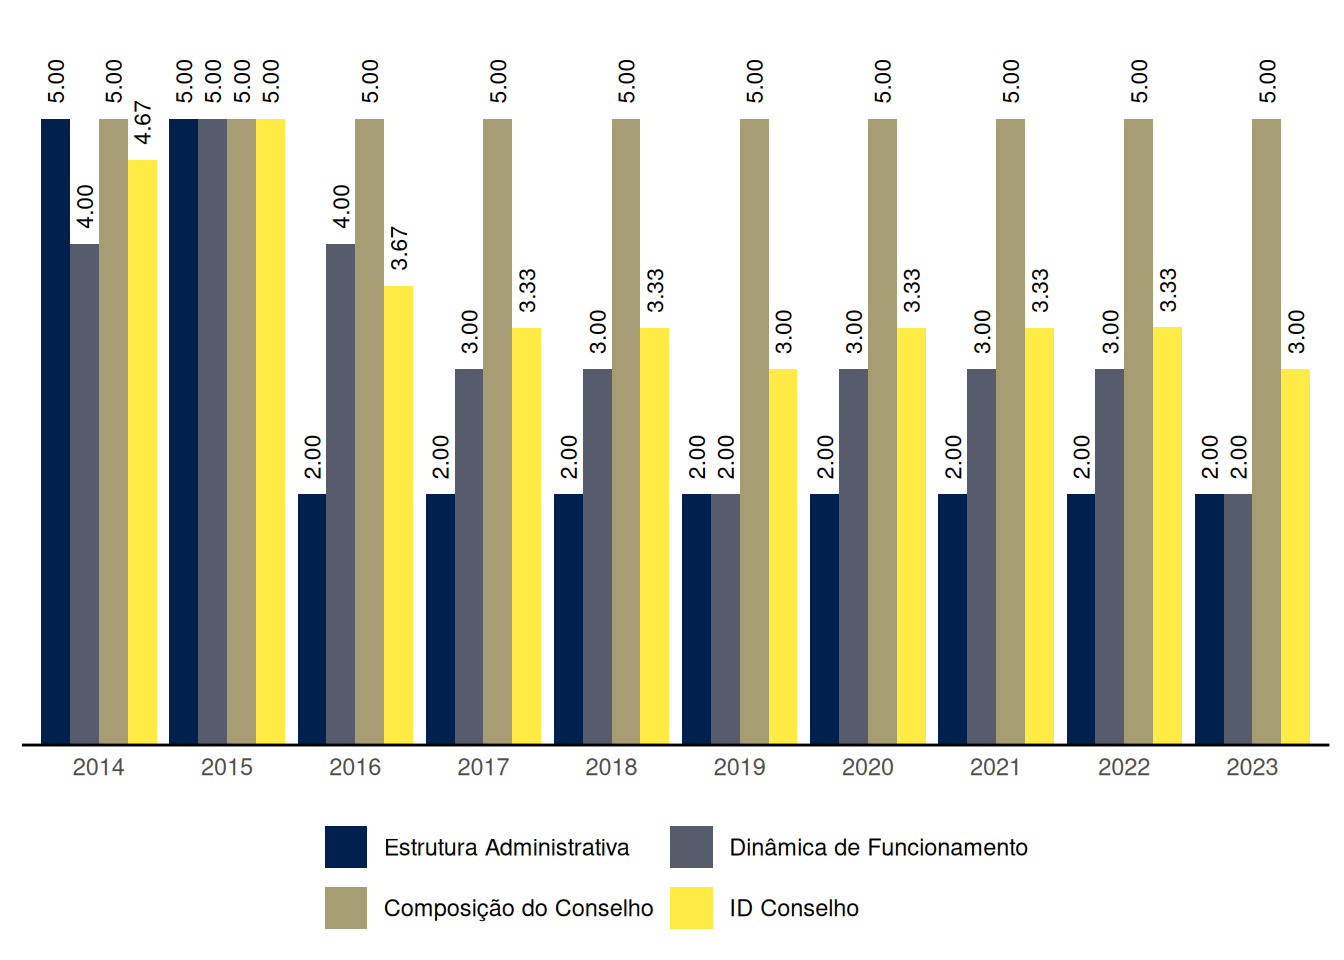 5.00 4.00 5.00 4.67 5.00 5.00 5.00 5.00 2.00 4.00 5.00 3.67 2.00 3.00 5.00 3.33 2.00 3.00 5.00 3.33 2.00 2.00 5.00 3.00 2.00 3.00 5.00 3.33 2.00 3.00 5.00 3.33 2.00 3.00 5.00 3.33 2.00 2.00 5.00 3.00
2014 2015 2016 2017 2018 2019 2020 2021 2022 2023
Estrutura Administrativa Dinâmica de Funcionamento
Composição do Conselho ID Conselho